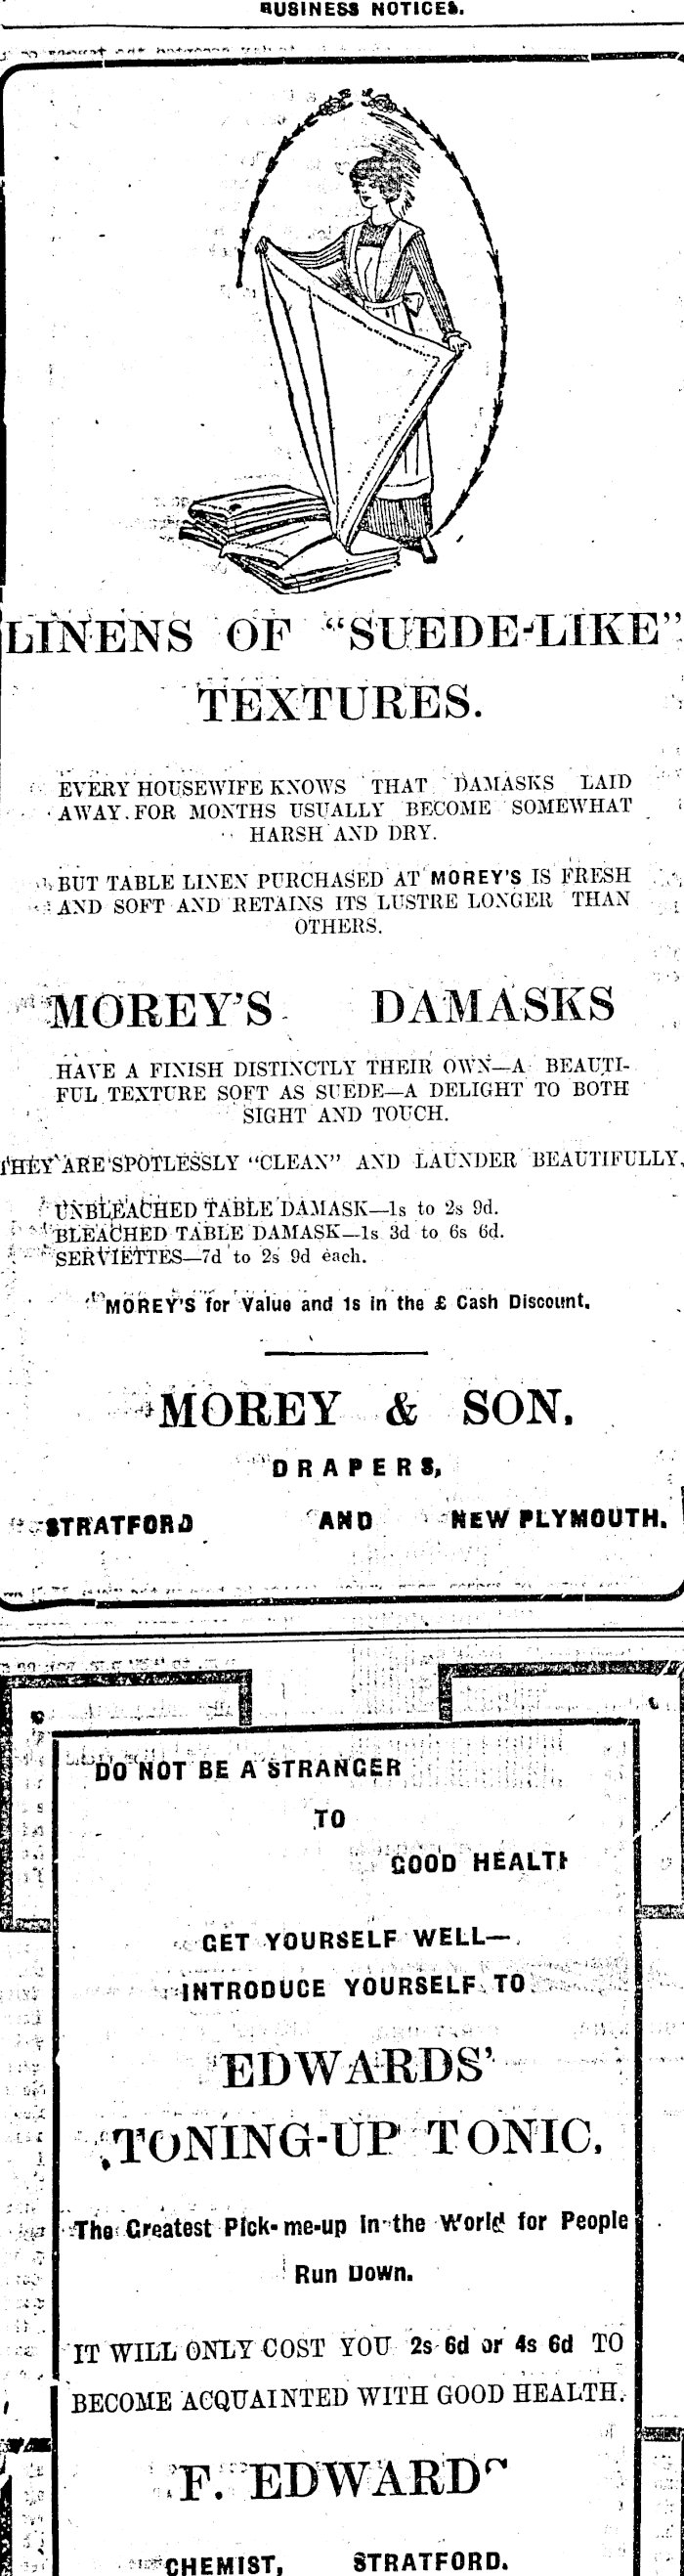 BUSINESS NOTICES.
LINENS OF "SUEDE-LIKE"
TEXTURES.
EVERY HOUSEWIFE KNOWS THAT DAMASKS LAID
AWAY FOR MONTHS USUALLY BECOME SOMEWHAT
HARSH AND DRY.
BUT TABLE LINEN PURCHASED AT MOREY'S IS FRESH
AND SOFT AND RETAINS ITS LUSTRE LONGER THAN
OTHERS.
MOREY'S DAMASKS
HAVE A FINISH DISTINCTLY THEIR OWN—A BEAUTI-
FUL TEXTURE SOFT AS SUEDE—A DELIGHT TO BOTH
SIGHT AND TOUCH.
THEY ARE SPOTLESSLY "CLEAN" AND LAUNDER BEAUTIFULLY,
UNBLEACHED TABLE DAMASK—1s to 2s 9d.
BLEACHED TABLE DAMASK—1s 3d to 6s 6d.
SERVIETTES—7d to 2s 9d each.
MOREY'S for Value and 1s in the £ Cash Discount.
MOREY & SON,
DRAPERS,
STRATFORD AND NEW PLYMOUTH.
DO NOT BE A STRANGER
TO
GOOD HEALTH
GET YOURSELF WELL—
INTRODUCE YOURSELF TO
EDWARDS'
TONING-UP TONIC.
The Greatest Pick-me-up in the World for People
Run Down.
IT WILL ONLY COST YOU 2s 6d or 4s 6d TO
BECOME ACQUAINTED WITH GOOD HEALTH.
F. EDWARDS
CHEMIST, STRATFORD.